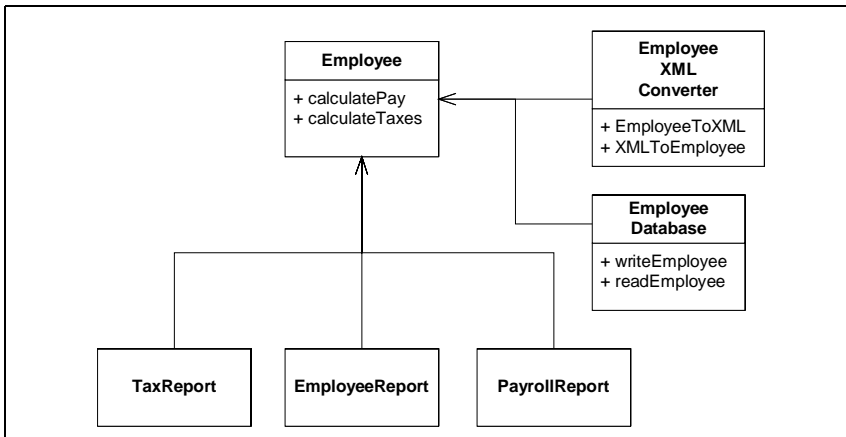 Employee
+ calculatePay
+ calculateTaxes
Employee
XML
Converter
+ EmployeeToXML
+ XMLToEmployee
Employee
Database
+ writeEmployee
+ readEmployee
TaxReport
EmployeeReport
PayrollReport